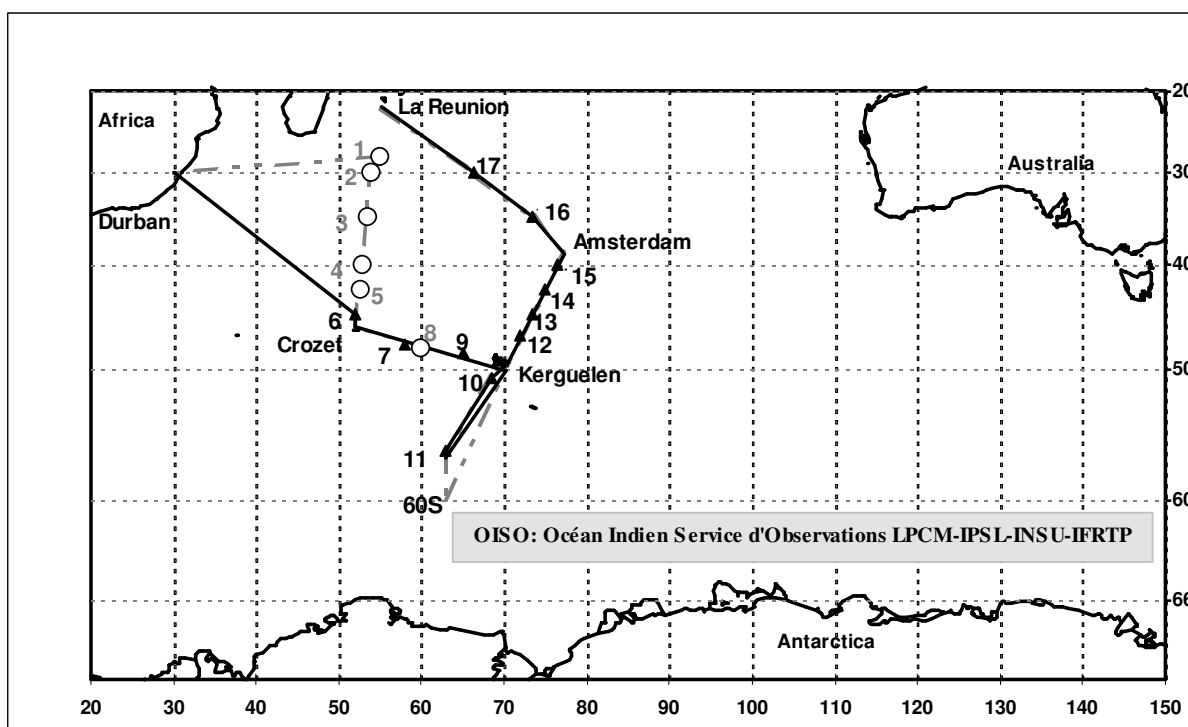 20
La Reunion
Africa
1
17
Australia
2
30
16
Durban
3
Amsterdam
4
15
40
5
14
6
13
8
9
12
Crozet
7
10
Kerguelen
50
11
60S
60
OISO: Océan Indien Service d'Observations LPCM-IPSL-INSU-IFRTP
66
Antarctica
20 30 40 50 60 70 80 90 100 110 120 130 140 150